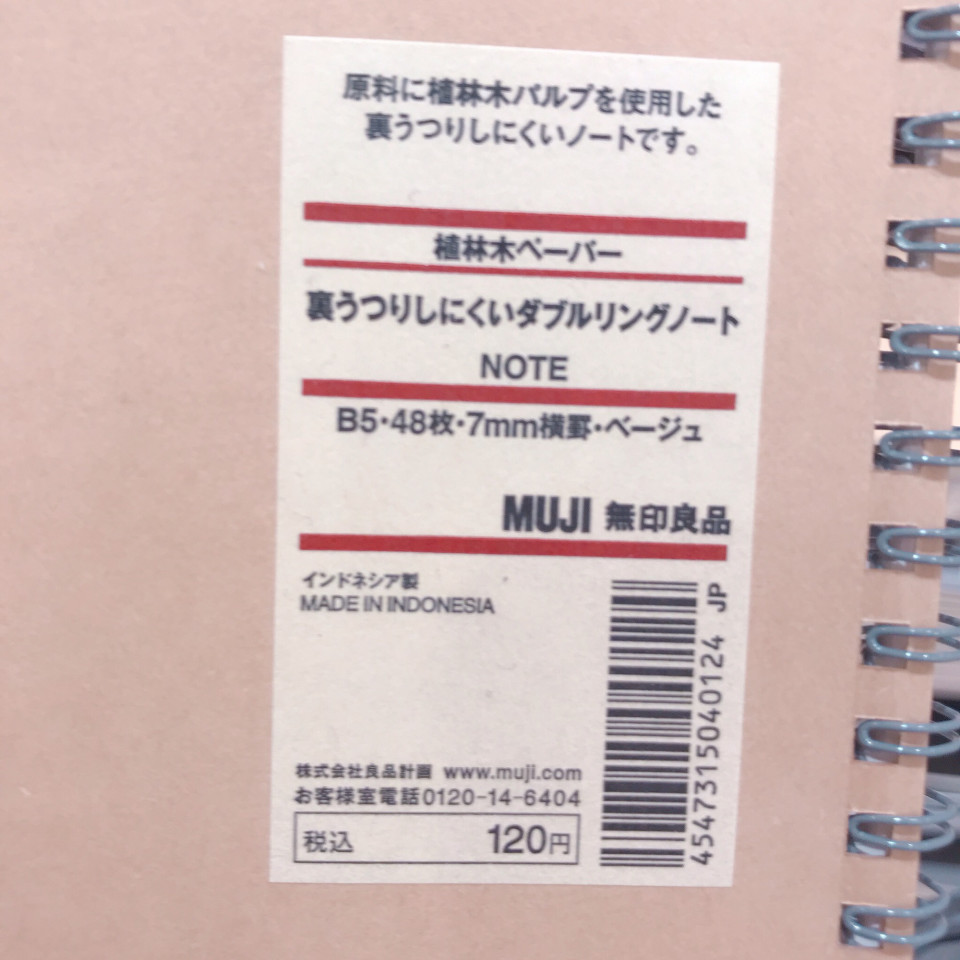 原料に植林木パルプを使用した
裏うつりしにくいノートです。
植林木ペーパー
裏うつりしにくいダブルリングノート
NOTE
B5・48枚・7mm横罫・ベージュ
MUJI 無印良品
インドネシア製
MADE IN INDONESIA
JP
4547315040124
株式会社良品計画 www.muji.com
お客様室電話0120-14-6404
税込 120円